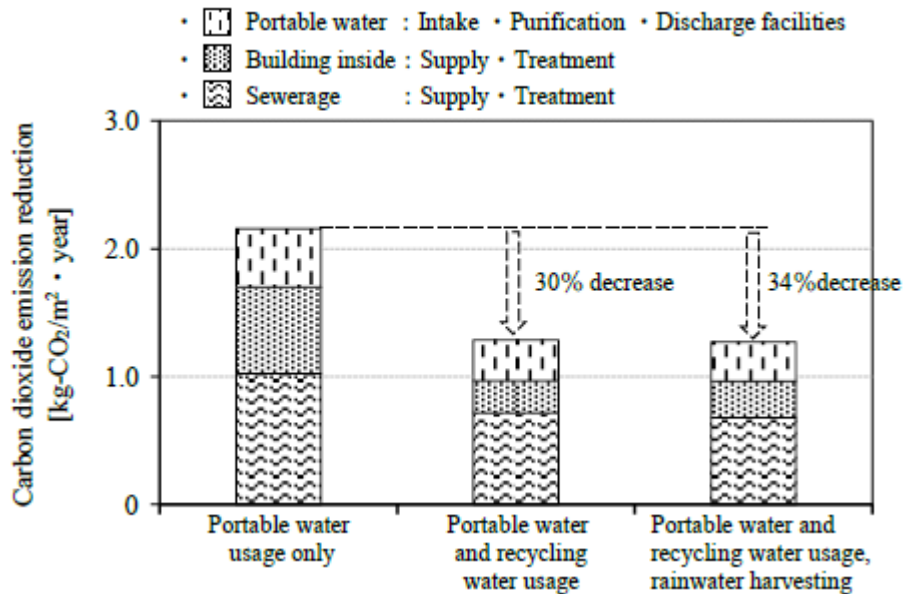 ・ Portable water : Intake ・ Purification ・ Discharge facilities
・ Building inside : Supply・ Treatment
・ Sewerage : Supply・ Treatment
Carbon dioxide emission reduction
[kg-CO₂/m²・year]
3.0
2.0
1.0
0
30% decrease
34%decrease
Portable water
usage only
Portable water
and recycling
water usage
Portable water and
recycling water usage,
rainwater harvesting